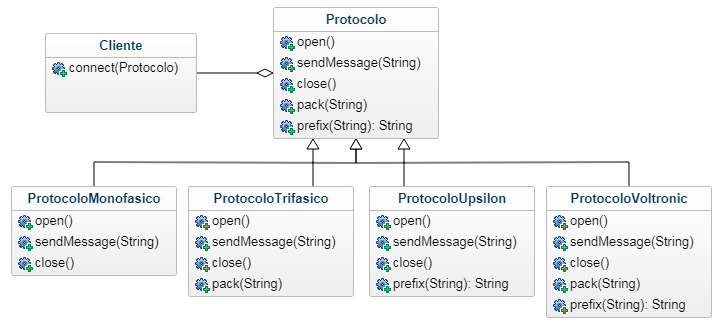 Protocolo
open()
sendMessage(String)
close()
pack(String)
prefix(String): String
Cliente
connect(Protocolo)
ProtocoloMonofasico
open()
sendMessage(String)
close()
ProtocoloTrifasico
open()
sendMessage(String)
close()
pack(String)
ProtocoloUpsilon
open()
sendMessage(String)
close()
prefix(String): String
ProtocoloVoltronic
open()
sendMessage(String)
close()
pack(String)
prefix(String): String